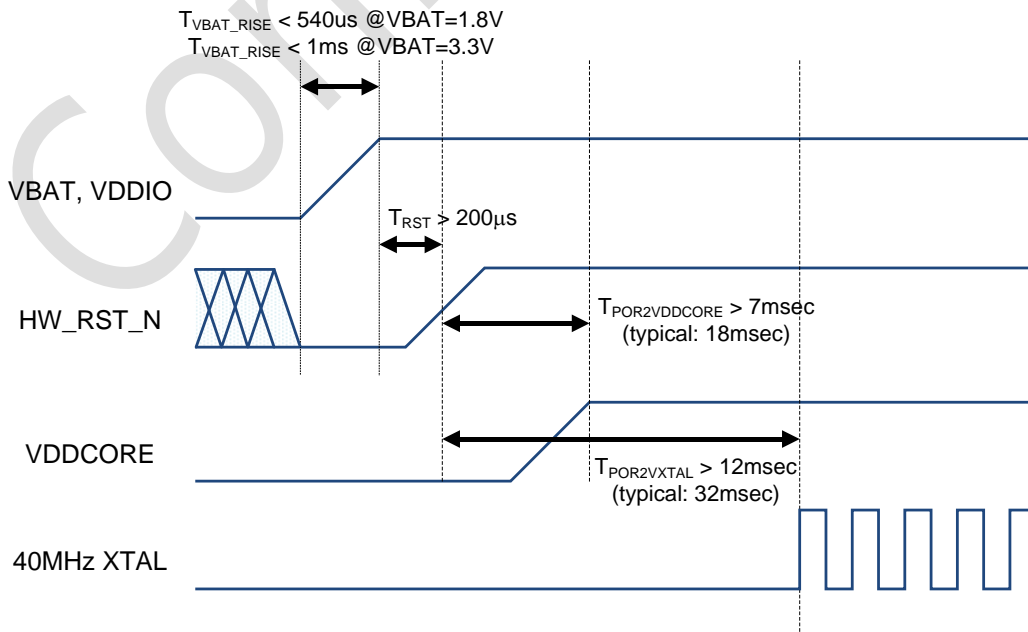 TVBAT_RISE < 540us @VBAT=1.8V
TVBAT_RISE < 1ms @VBAT=3.3V
VBAT, VDDIO
TRST > 200μs
HW_RST_N
TPOR2VDDCORE > 7msec
(typical: 18msec)
VDDCORE
TPOR2VXTAL > 12msec
(typical: 32msec)
40MHz XTAL